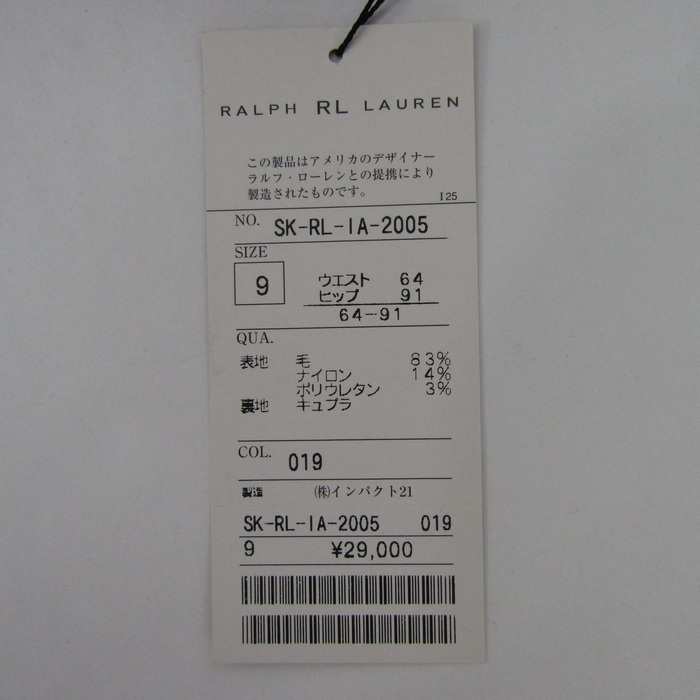 RALPH RL LAUREN
この製品はアメリカのデザイナー
ラルフ・ローレンとの提携により
製造されたものです。
125
NO. SK-RL-IA-2005
SIZE
9
ウエスト 64
ヒップ 91
64-91
QUA.
表地 毛 83%
ナイロン 14%
ポリウレタン 3%
裏地 キュプラ
COL. 019
製造 ㈱インパクト21
SK-RL-IA-2005 019
9 ¥29,000